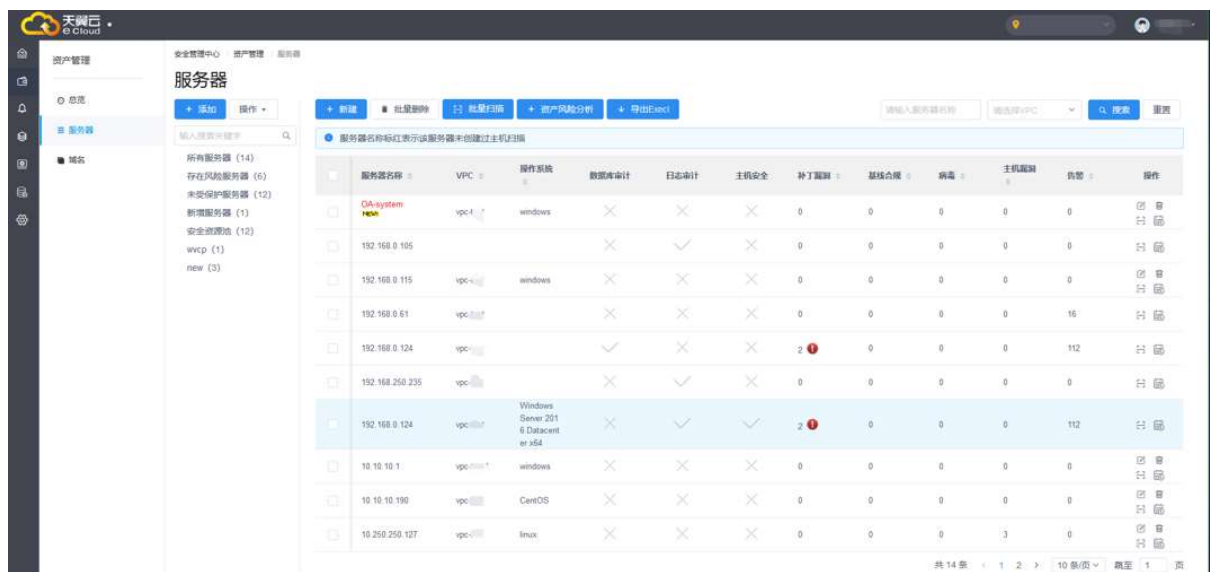 天翼云
e Cloud
资产管理
总览
服务器
域名
安全管理中心 资产管理 服务器
服务器
+ 添加 操作
输入搜索关键字
所有服务器 (14)
存在风险服务器 (6)
未受保护服务器 (12)
新增服务器 (1)
安全资源池 (12)
wvcp (1)
new (3)
+ 新建 批量删除 批量扫描 + 资产风险分析 导出Execl 请输入服务器名称 请选择VPC 搜索 重置
服务器名称标红表示该服务器未创建过主机扫描
服务器名称 VPC 操作系统 数据库审计 日志审计 主机安全 补丁漏洞 基线合规 病毒 主机漏洞 告警 操作
OA-system
NEW! vpc- windows 0 0 0 0 0
192.168.0.105 0 0 0 0 0
192.168.0.115 vpc- windows 0 0 0 0 0
192.168.0.61 vpc- 0 0 0 0 16
192.168.0.124 vpc- 2 0 0 0 112
192.168.250.235 vpc- 0 0 0 0 0
Windows
Server 201
192.168.0.124 vpc- 6 Datacent 2 0 0 0 112
er x64
10.10.10.1 vpc- windows 0 0 0 0 0
10.10.10.190 vpc CentOS 0 0 0 0 0
10.250.250.127 vpc- linux 0 0 0 3 0
共 14 条 1 2 10 条/页 跳至 1 页